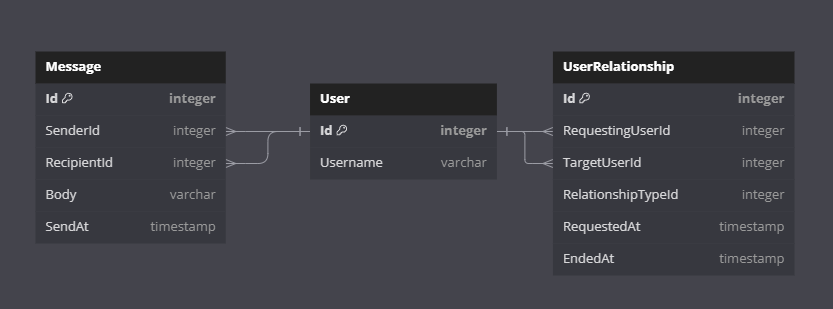 Message
Id integer
SenderId integer
RecipientId integer
Body varchar
SendAt timestamp
User
Id integer
Username varchar
UserRelationship
Id integer
RequestingUserId integer
TargetUserId integer
RelationshipTypeId integer
RequestedAt timestamp
EndedAt timestamp